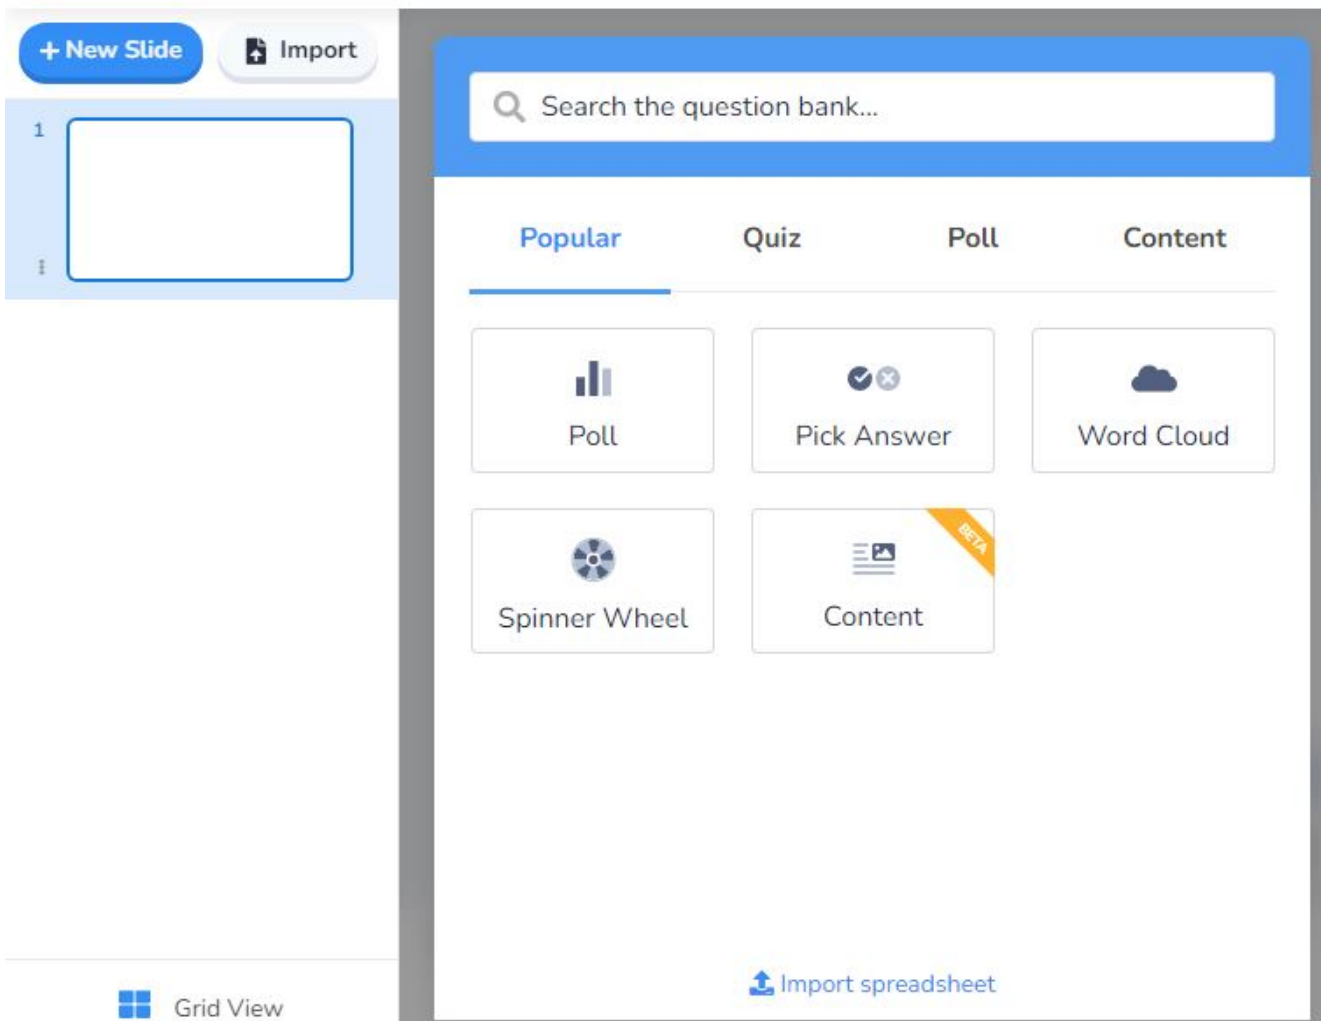 + New Slide
Import
1
Grid View
Search the question bank...
Popular
Quiz
Poll
Content
Poll
Pick Answer
Word Cloud
Spinner Wheel
BETA
Content
Import spreadsheet